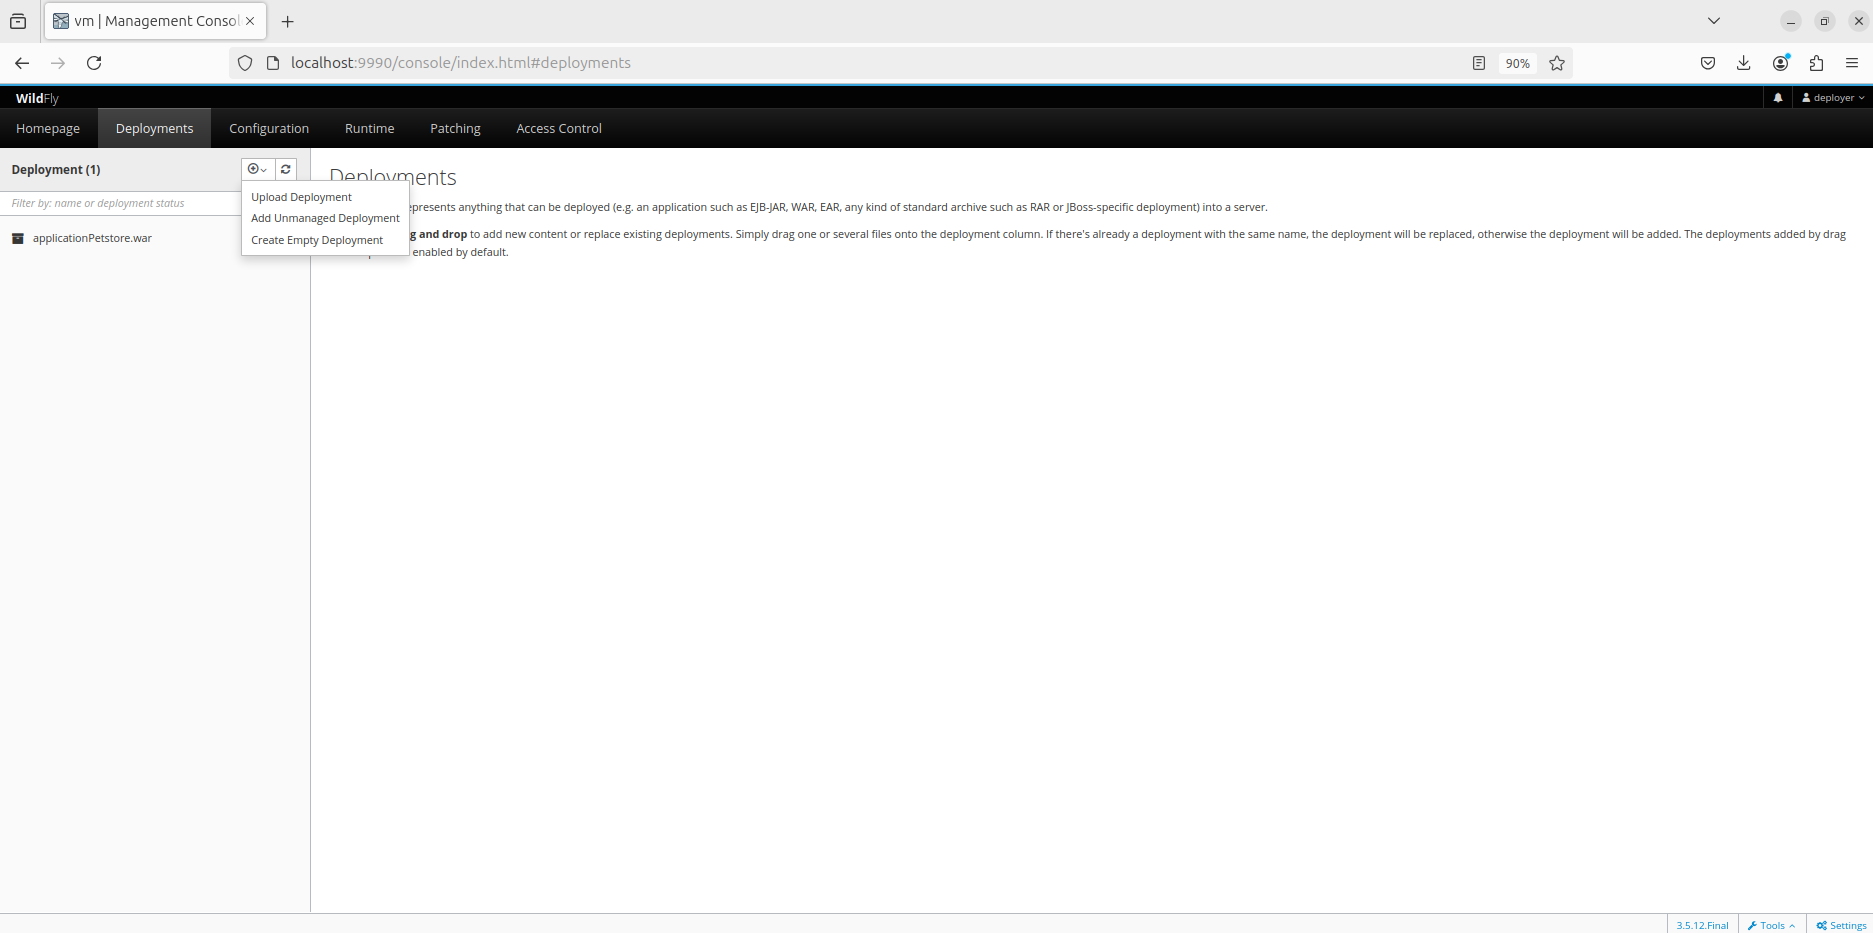 vm | Management Consol
localhost:9990/console/index.html#deployments
90%
WildFly
deployer
Homepage
Deployments
Configuration
Runtime
Patching
Access Control
Deployment (1)
Filter by: name or deployment status
applicationPetstore.war
Upload Deployment
Add Unmanaged Deployment
Create Empty Deployment
Deployments
epresents anything that can be deployed (e.g. an application such as EJB-JAR, WAR, EAR, any kind of standard archive such as RAR or JBoss-specific deployment) into a server.
g and drop to add new content or replace existing deployments. Simply drag one or several files onto the deployment column. If there's already a deployment with the same name, the deployment will be replaced, otherwise the deployment will be added. The deployments added by drag
enabled by default.
3.5.12.Final
Tools
Settings